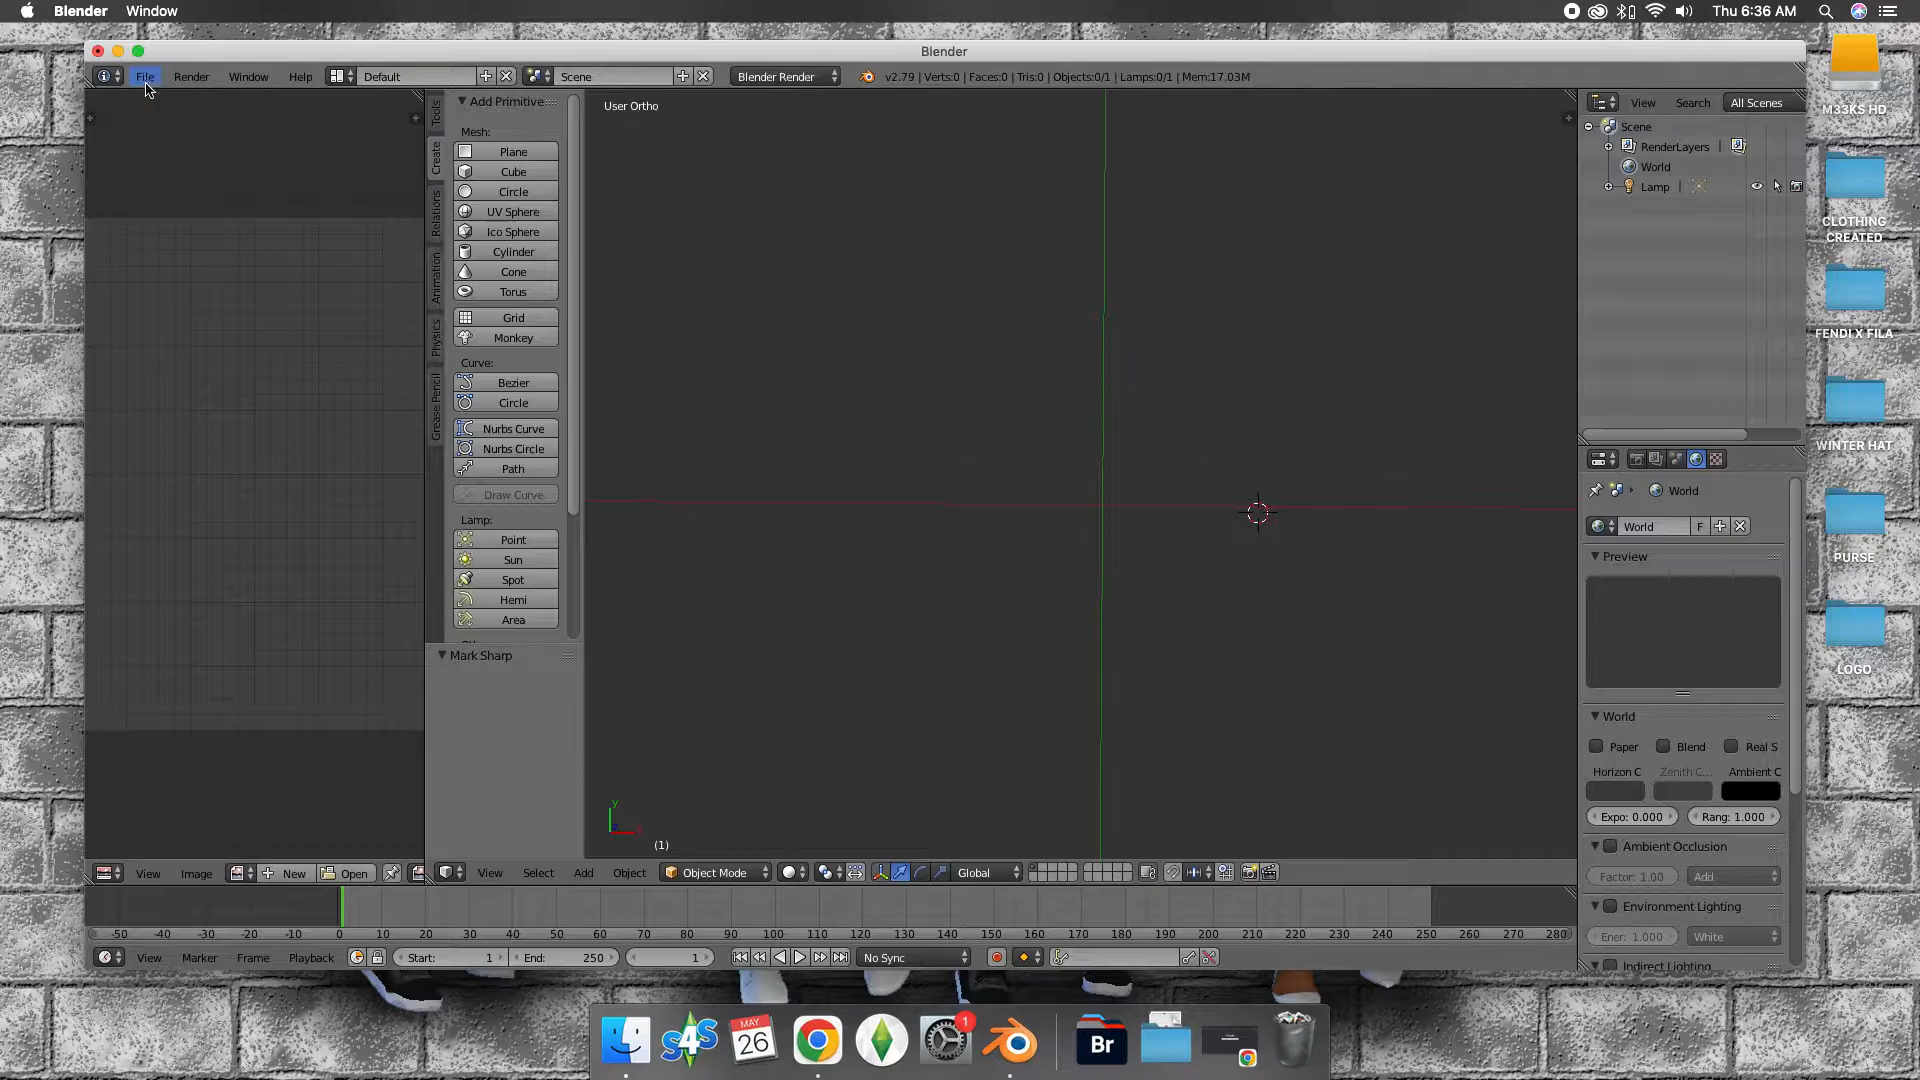 Blender Window
Thu 6:36 AM
Blender
File Render Window Help Default Scene Blender Render v2.79 | Verts:0 | Faces:0 | Tris:0 | Objects:0/1 | Lamps:0/1 | Mem:17.03M
Tools
Create
Relations
Animation
Physics
Grease Pencil
Add Primitive
Mesh:
Plane
Cube
Circle
UV Sphere
Ico Sphere
Cylinder
Cone
Torus
Grid
Monkey
Curve:
Bezier
Circle
Nurbs Curve
Nurbs Circle
Path
Draw Curve
Lamp:
Point
Sun
Spot
Hemi
Area
Mark Sharp
User Ortho
y
(1)
View Search All Scenes
Scene
RenderLayers |
World
Lamp |
World
World F
Preview
World
Paper Blend Real S
Horizon C Zenith C... Ambient C
Expo: 0.000 Rang: 1.000
Ambient Occlusion
Factor: 1.00 Add
Environment Lighting
Ener: 1.000 White
Indirect Lighting
View Image New Open
View Select Add Object Object Mode Global
-50 -40 -30 -20 -10 0 10 20 30 40 50 60 70 80 90 100 110 120 130 140 150 160 170 180 190 200 210 220 230 240 250 260 270 280
View Marker Frame Playback Start: 1 End: 250 1 No Sync
M33KS HD
CLOTHING
CREATED
FENDI X FILA
WINTER HAT
PURSE
LOGO
S4S
MAY
26
1
Br